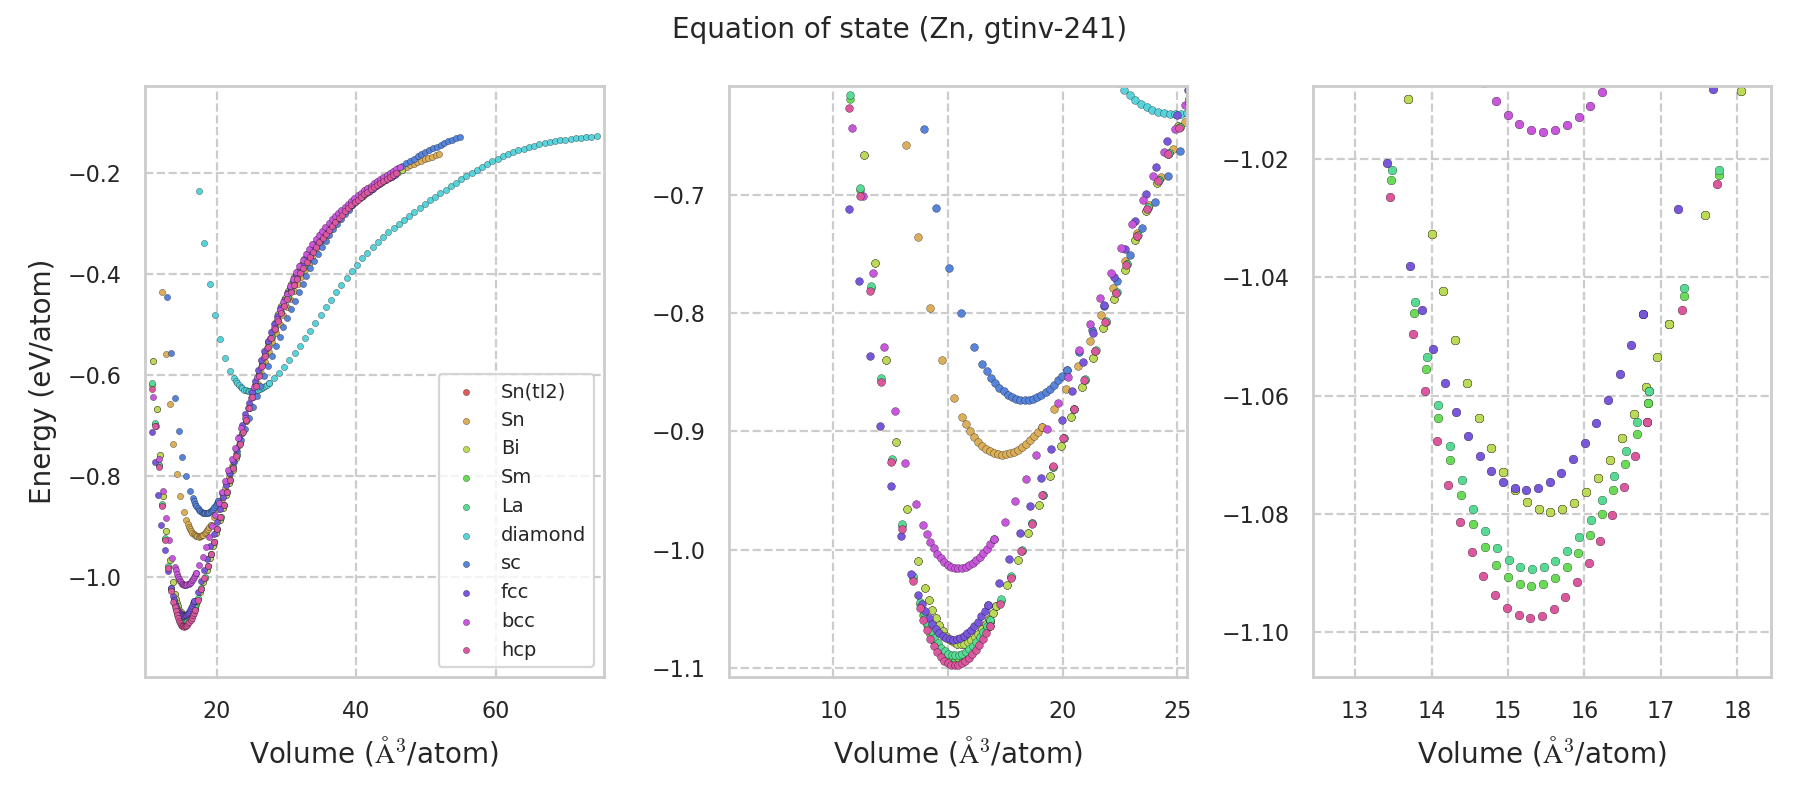 Equation of state (Zn, gtinv-241)
Energy (eV/atom)
−0.2
−0.4
−0.6
−0.8
−1.0
20 40 60
Volume (Å³/atom)
Sn(tI2)
Sn
Bi
Sm
La
diamond
sc
fcc
bcc
hcp
−0.7
−0.8
−0.9
−1.0
−1.1
10 15 20 25
Volume (Å³/atom)
−1.02
−1.04
−1.06
−1.08
−1.10
13 14 15 16 17 18
Volume (Å³/atom)